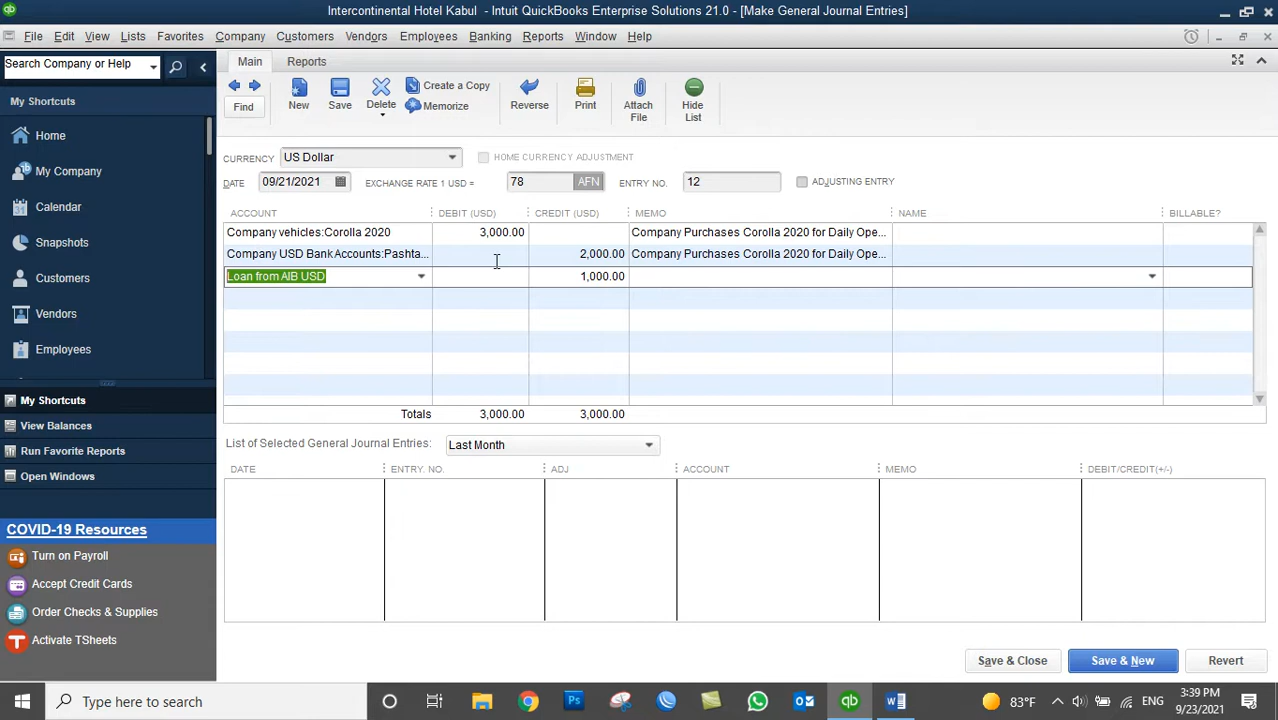 Intercontinental Hotel Kabul - Intuit QuickBooks Enterprise Solutions 21.0 - [Make General Journal Entries]
File Edit View Lists Favorites Company Customers Vendors Employees Banking Reports Window Help
Search Company or Help
My Shortcuts
Home
My Company
Calendar
Snapshots
Customers
Vendors
Employees
My Shortcuts
View Balances
Run Favorite Reports
Open Windows
COVID-19 Resources
Turn on Payroll
Accept Credit Cards
Order Checks & Supplies
Activate TSheets
Main Reports
Find
New
Save
Delete
Create a Copy
Memorize
Reverse
Print
Attach
File
Hide
List
CURRENCY US Dollar HOME CURRENCY ADJUSTMENT
DATE 09/21/2021 EXCHANGE RATE 1 USD = 78 AFN ENTRY NO. 12 ADJUSTING ENTRY
ACCOUNT DEBIT (USD) CREDIT (USD) MEMO NAME BILLABLE?
Company vehicles:Corolla 2020 3,000.00 Company Purchases Corolla 2020 for Daily Ope...
Company USD Bank Accounts:Pashta... 2,000.00 Company Purchases Corolla 2020 for Daily Ope...
Loan from AIB USD 1,000.00
Totals 3,000.00 3,000.00
List of Selected General Journal Entries: Last Month
DATE ENTRY. NO. ADJ ACCOUNT MEMO DEBIT/CREDIT(+/-)
Save & Close Save & New Revert
Type here to search
83°F
ENG
3:39 PM
9/23/2021